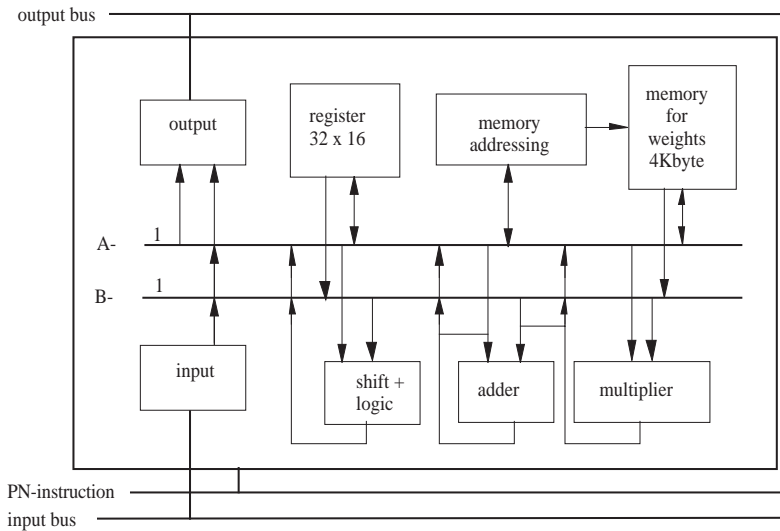 output bus
output
register
32 x 16
memory
addressing
memory
for
weights
4Kbyte
A-
1
B-
1
input
shift +
logic
adder
multiplier
PN-instruction
input bus